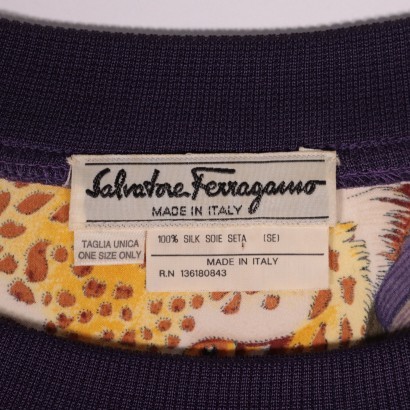 Salvatore Ferragamo
MADE IN ITALY
TAGLIA UNICA
ONE SIZE ONLY
100% SILK SOIE SETA (SE)
MADE IN ITALY
R.N 136180843